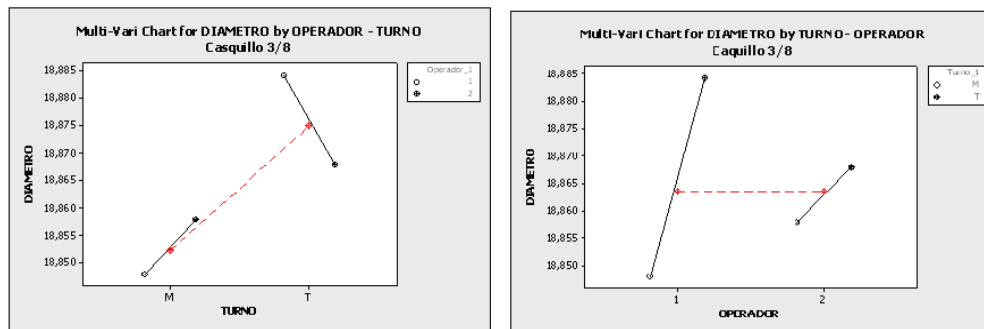 Multi-Vari Chart for DIAMETRO by OPERADOR - TURNO
Casquillo 3/8
Operador_1
1
2
18,885
18,880
18,875
18,870
18,865
18,860
18,855
18,850
DIAMETRO
M
T
TURNO
Multi-Vari Chart for DIAMETRO by TURNO- OPERADOR
Caquillo 3/8
Turno_1
M
T
18,885
18,880
18,875
18,870
18,865
18,860
18,855
18,850
DIAMETRO
1
2
OPERADOR